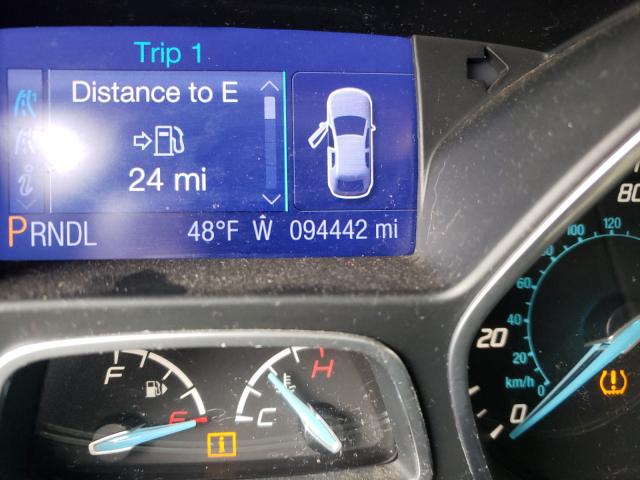 Trip 1
Distance to E
24 mi
PRNDL 48°F Ŵ 094442 mi
F
E
H
C
i
80
20
0
120
100
80
60
40
20
0
km/h